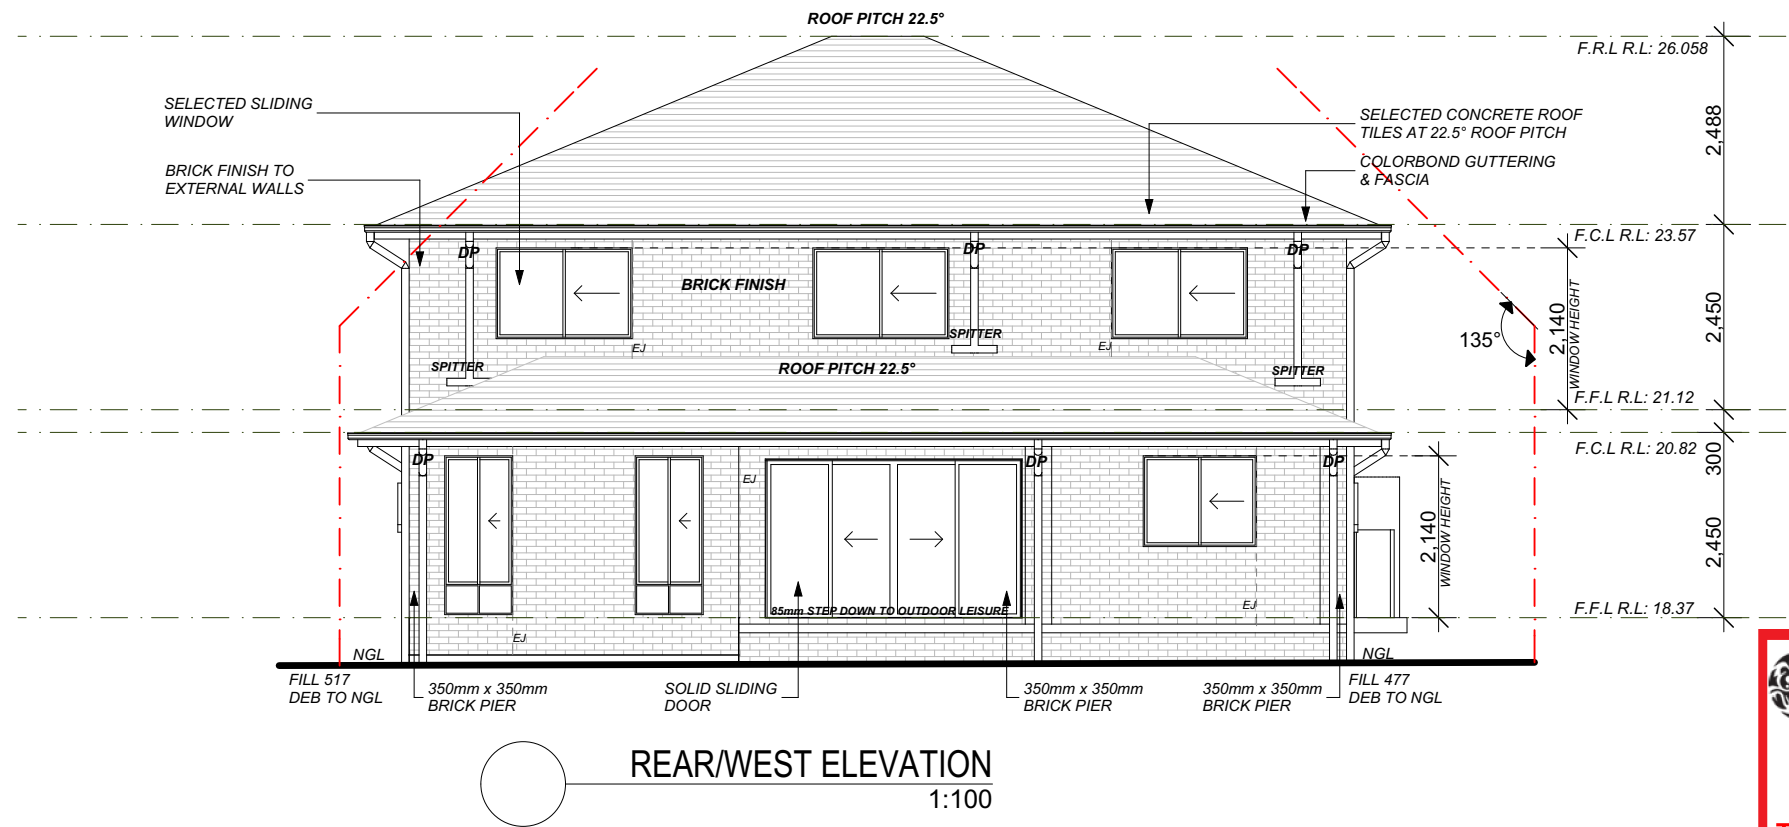 ROOF PITCH 22.5°
F.R.L R.L: 26.058
SELECTED SLIDING
WINDOW
BRICK FINISH TO
EXTERNAL WALLS
SELECTED CONCRETE ROOF
TILES AT 22.5° ROOF PITCH
COLORBOND GUTTERING
& FASCIA
2,488
F.C.L R.L: 23.57
DP
DP
DP
BRICK FINISH
2,140
WINDOW HEIGHT
2,450
135°
SPITTER
SPITTER
SPITTER
EJ
EJ
ROOF PITCH 22.5°
F.F.L R.L: 21.12
F.C.L R.L: 20.82
300
DP
DP
DP
EJ
2,140
WINDOW HEIGHT
2,450
85mm STEP DOWN TO OUTDOOR LEISURE
EJ
EJ
F.F.L R.L: 18.37
NGL
NGL
FILL 517
DEB TO NGL
350mm x 350mm
BRICK PIER
SOLID SLIDING
DOOR
350mm x 350mm
BRICK PIER
350mm x 350mm
BRICK PIER
FILL 477
DEB TO NGL
REAR/WEST ELEVATION
1:100